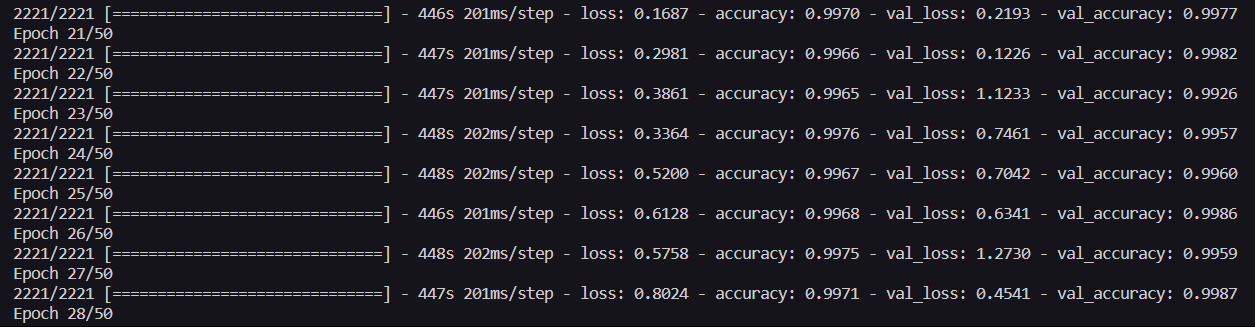 2221/2221 [==============================] - 446s 201ms/step - loss: 0.1687 - accuracy: 0.9970 - val_loss: 0.2193 - val_accuracy: 0.9977
Epoch 21/50
2221/2221 [==============================] - 447s 201ms/step - loss: 0.2981 - accuracy: 0.9966 - val_loss: 0.1226 - val_accuracy: 0.9982
Epoch 22/50
2221/2221 [==============================] - 447s 201ms/step - loss: 0.3861 - accuracy: 0.9965 - val_loss: 1.1233 - val_accuracy: 0.9926
Epoch 23/50
2221/2221 [==============================] - 448s 202ms/step - loss: 0.3364 - accuracy: 0.9976 - val_loss: 0.7461 - val_accuracy: 0.9957
Epoch 24/50
2221/2221 [==============================] - 448s 202ms/step - loss: 0.5200 - accuracy: 0.9967 - val_loss: 0.7042 - val_accuracy: 0.9960
Epoch 25/50
2221/2221 [==============================] - 446s 201ms/step - loss: 0.6128 - accuracy: 0.9968 - val_loss: 0.6341 - val_accuracy: 0.9986
Epoch 26/50
2221/2221 [==============================] - 448s 202ms/step - loss: 0.5758 - accuracy: 0.9975 - val_loss: 1.2730 - val_accuracy: 0.9959
Epoch 27/50
2221/2221 [==============================] - 447s 201ms/step - loss: 0.8024 - accuracy: 0.9971 - val_loss: 0.4541 - val_accuracy: 0.9987
Epoch 28/50